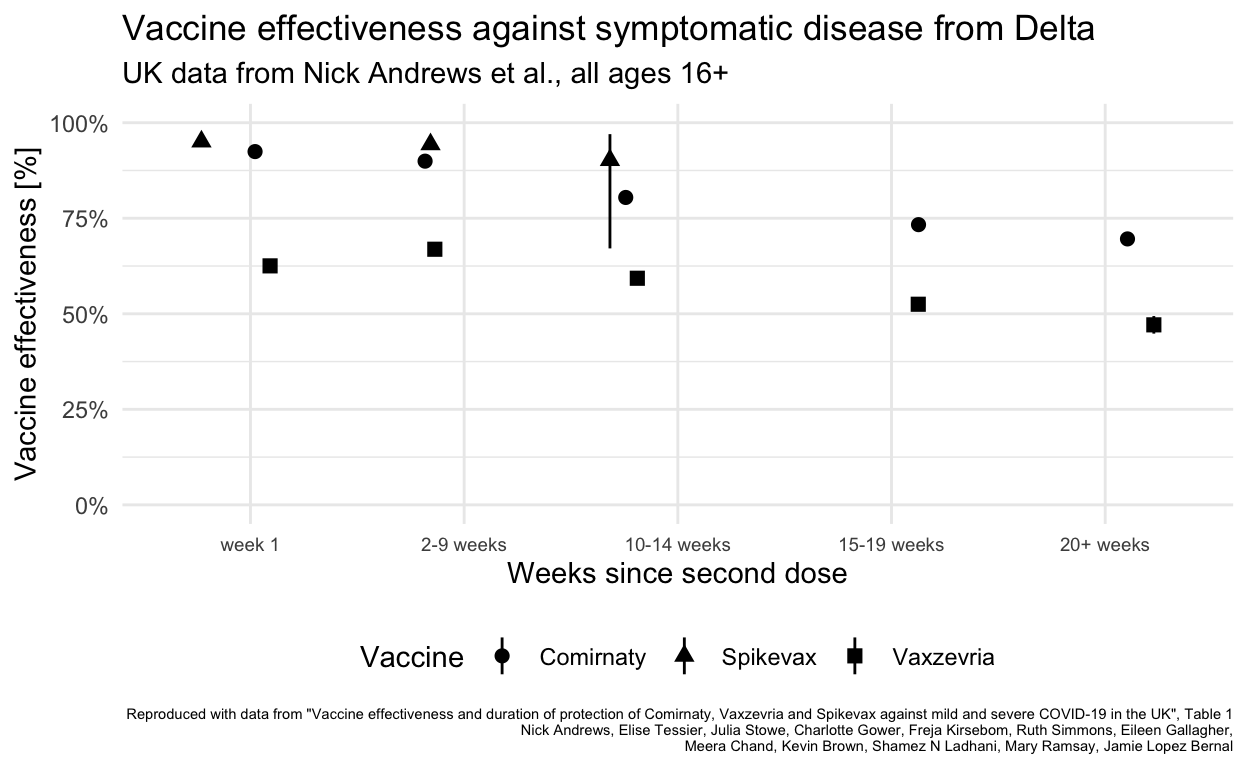 Vaccine effectiveness against symptomatic disease from Delta
UK data from Nick Andrews et al., all ages 16+
Vaccine effectiveness [%]
100%
75%
50%
25%
0%
week 1
2-9 weeks
10-14 weeks
15-19 weeks
20+ weeks
Weeks since second dose
Vaccine
Comirnaty
Spikevax
Vaxzevria
Reproduced with data from "Vaccine effectiveness and duration of protection of Comirnaty, Vaxzevria and Spikevax against mild and severe COVID-19 in the UK", Table 1
Nick Andrews, Elise Tessier, Julia Stowe, Charlotte Gower, Freja Kirsebom, Ruth Simmons, Eileen Gallagher,
Meera Chand, Kevin Brown, Shamez N Ladhani, Mary Ramsay, Jamie Lopez Bernal